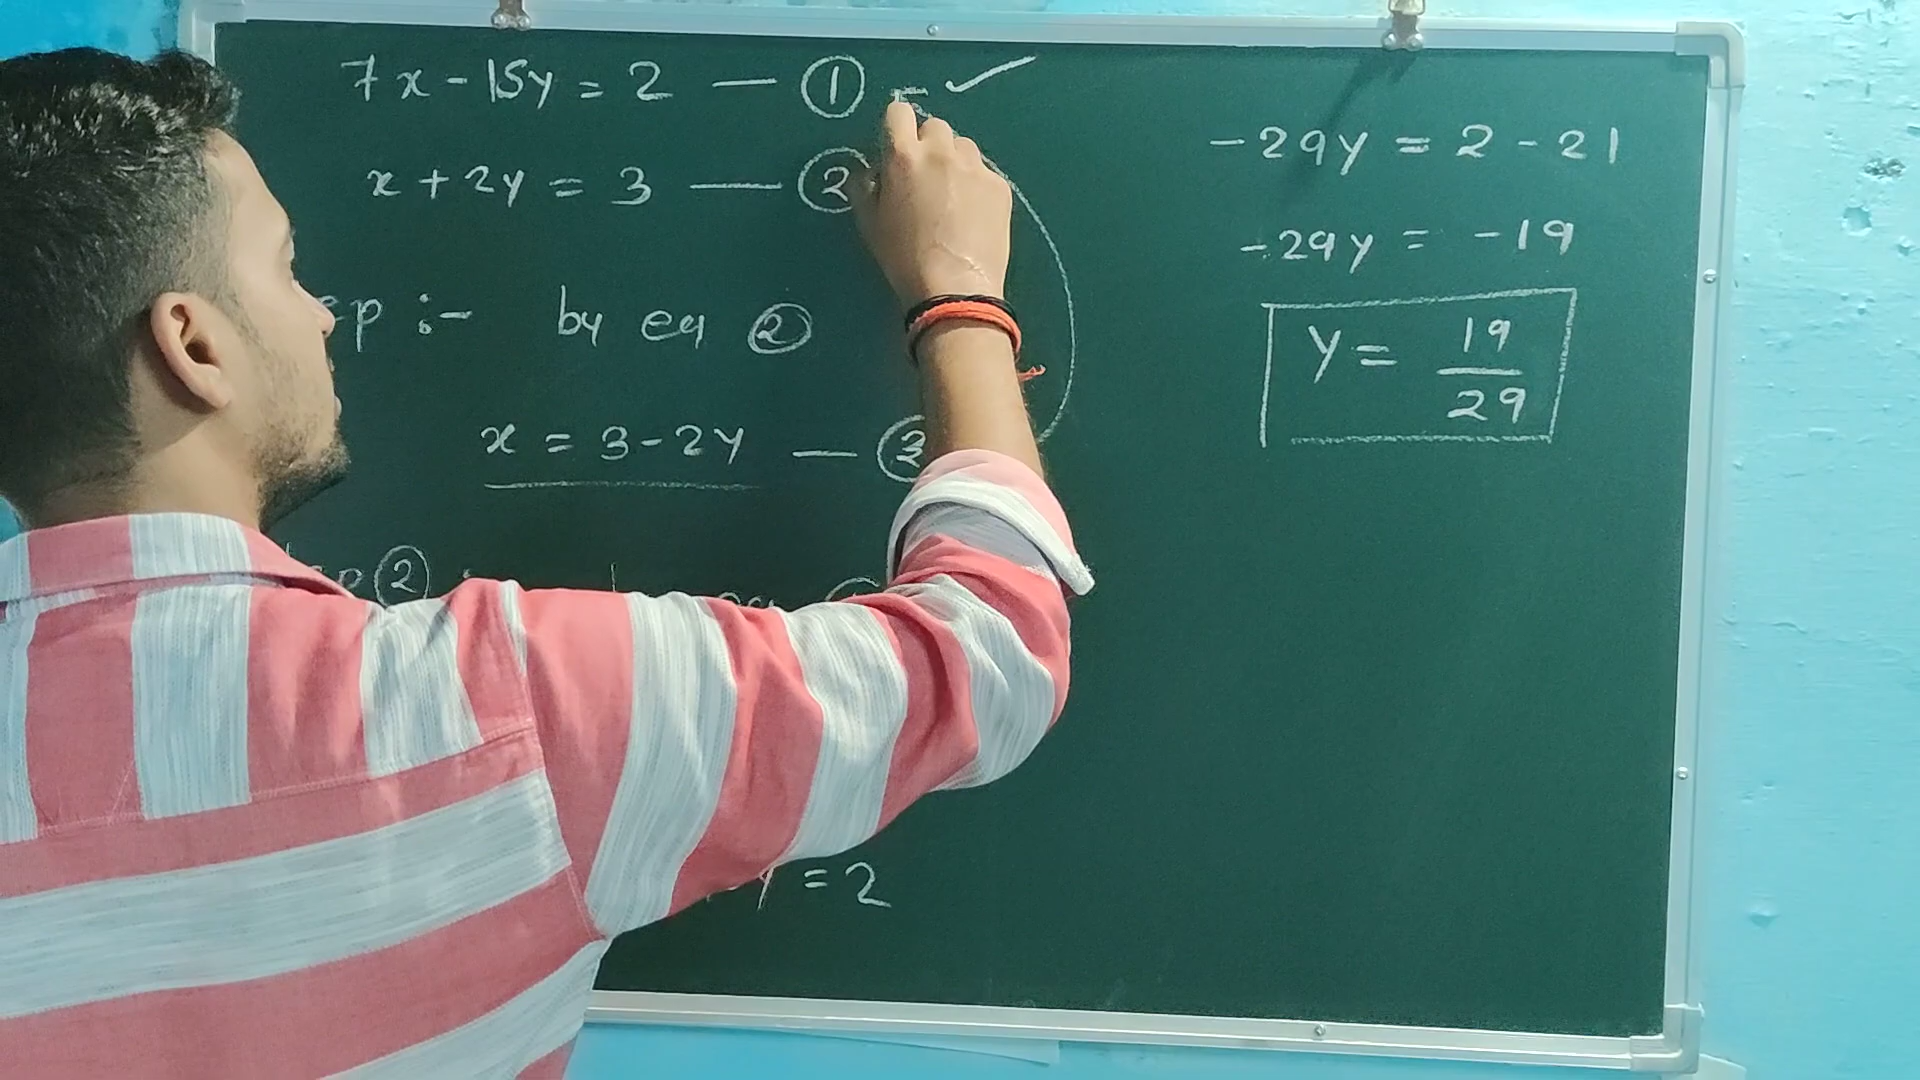 7x - 15y = 2 — ①
x + 2y = 3 — ②
ep :- by eq ②
x = 3 - 2y — ③
②
y = 2
-29y = 2 - 21
-29y = -19
y = 19/29